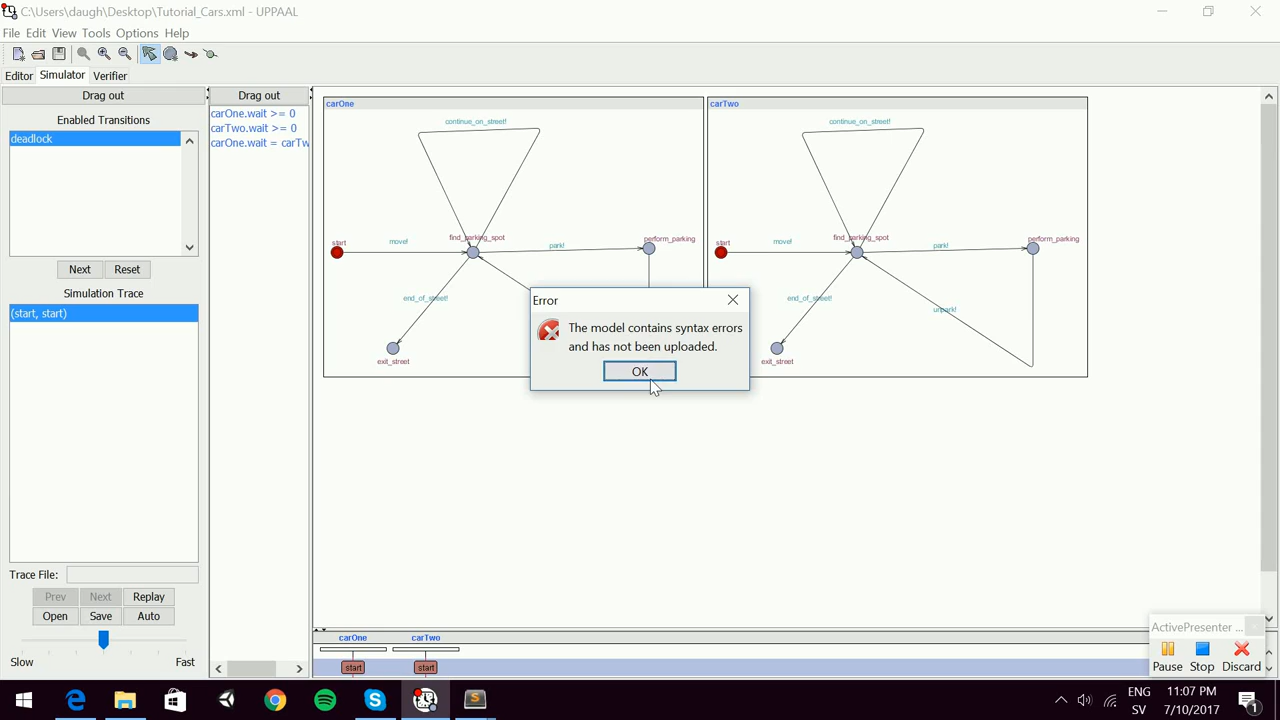 C:\Users\daugh\Desktop\Tutorial_Cars.xml - UPPAAL
File Edit View Tools Options Help
Editor Simulator Verifier
Drag out
Enabled Transitions
deadlock
Next Reset
Simulation Trace
(start, start)
Trace File:
Prev Next Replay
Open Save Auto
Slow Fast
Drag out
carOne.wait >= 0
carTwo.wait >= 0
carOne.wait = carTw
carOne
continue_on_street!
start
move!
find_parking_spot
park!
perform_parking
end_of_street!
exit_street
carTwo
continue_on_street!
start
move!
find_parking_spot
park!
perform_parking
end_of_street!
unpark!
exit_street
Error
The model contains syntax errors
and has not been uploaded.
OK
carOne carTwo
start start
ActivePresenter ...
Pause Stop Discard
ENG
SV
11:07 PM
7/10/2017
1